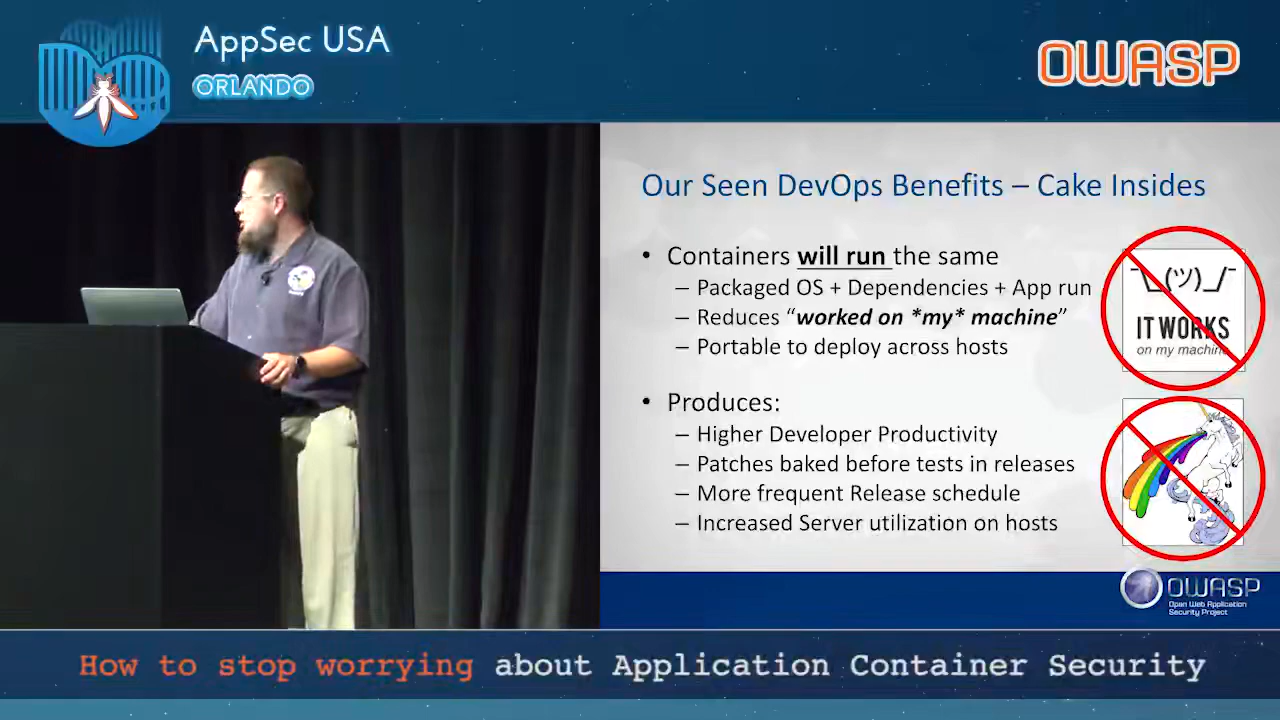 AppSec USA
ORLANDO
OWASP
Our Seen DevOps Benefits – Cake Insides
• Containers will run the same
– Packaged OS + Dependencies + App run
– Reduces “worked on *my* machine”
– Portable to deploy across hosts
¯\_(ツ)_/¯
IT WORKS
on my machine
• Produces:
– Higher Developer Productivity
– Patches baked before tests in releases
– More frequent Release schedule
– Increased Server utilization on hosts
OWASP
Open Web Application
Security Project
How to stop worrying about Application Container Security